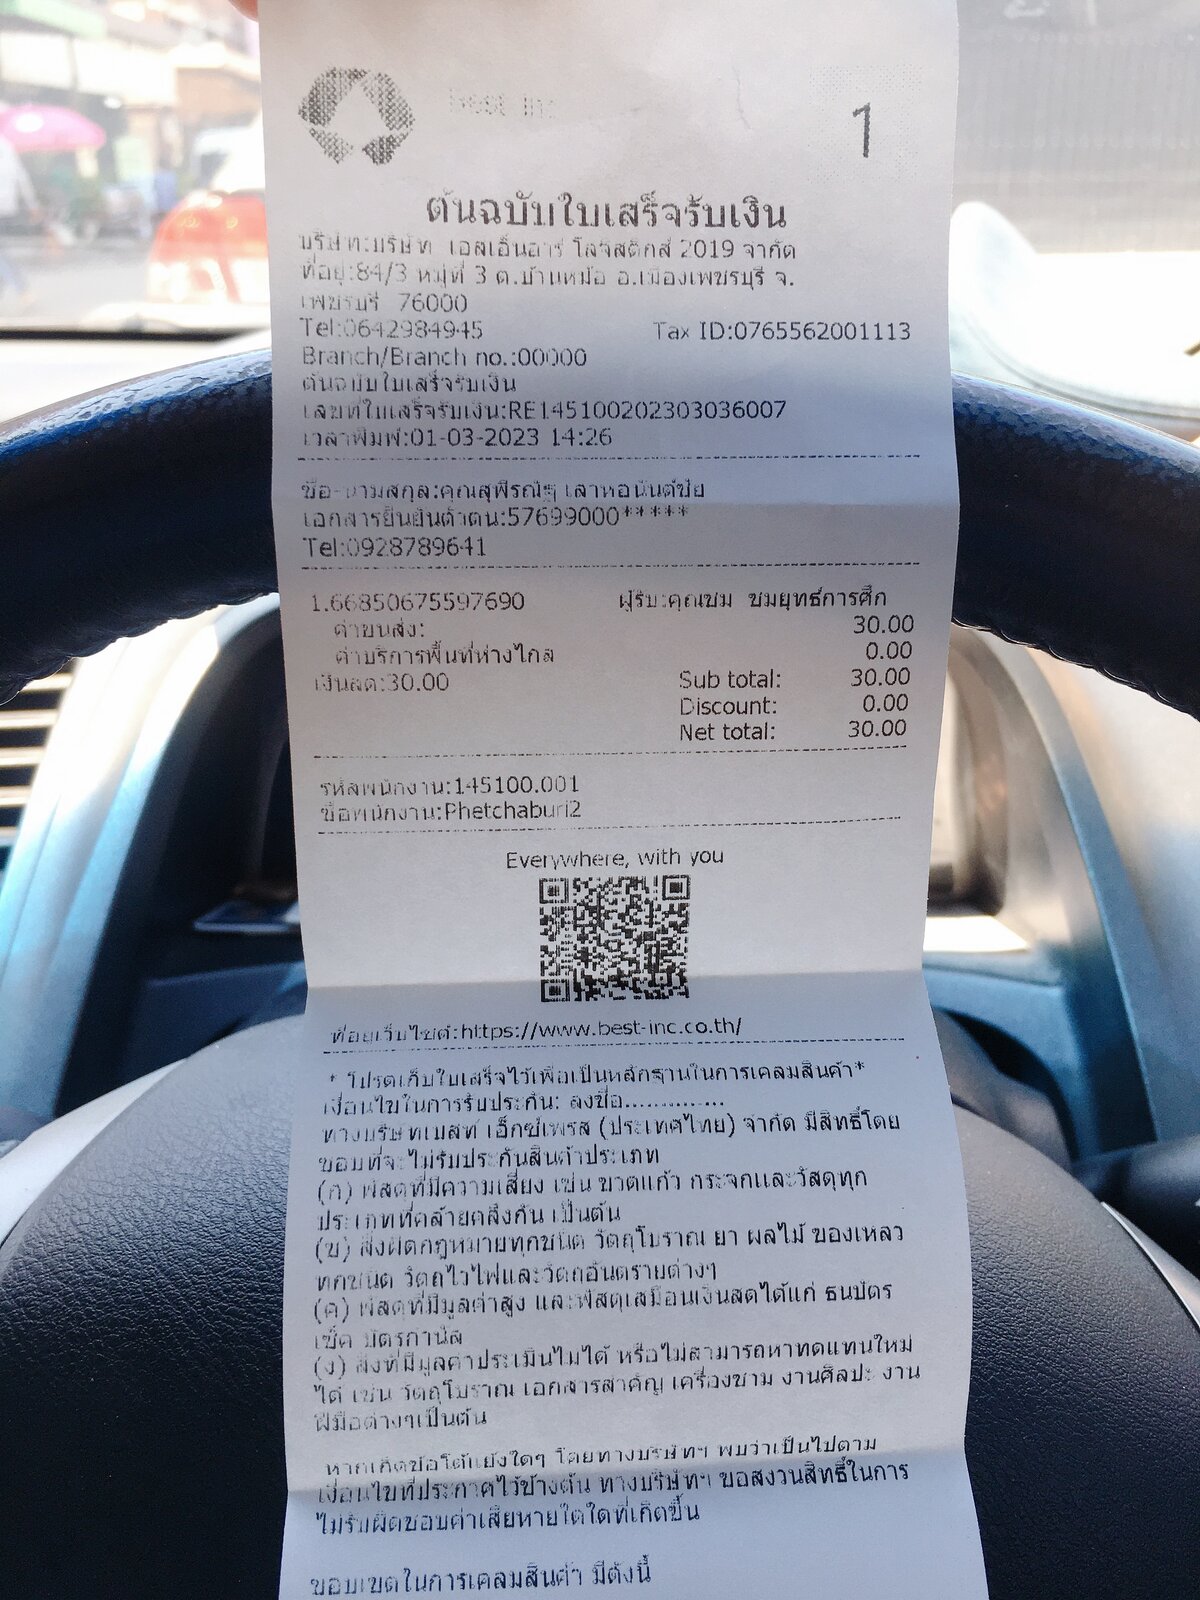 Best Inc
1
ต้นฉบับใบเสร็จรับเงิน
บริษัท:บริษัท เอสเอ็นอาร์ โลจิสติกส์ 2019 จำกัด
ที่อยู่:84/3 หมู่ที่ 3 ต.บ้านหม้อ อ.เมืองเพชรบุรี จ.
เพชรบุรี 76000
Tel:0642984945 Tax ID:0765562001113
Branch/Branch no.:00000
ต้นฉบับใบเสร็จรับเงิน
เลขที่ใบเสร็จรับเงิน:RE145100202303036007
เวลาพิมพ์:01-03-2023 14:26
ชื่อ-นามสกุล:คุณสุพิรณัฐ เลาหอนันต์ชัย
เอกสารยืนยันตัวตน:57699000*****
Tel:0928789641
1.66850675597690 ผู้รับ:คุณชม ชมยุทธ์การศึก
ค่าขนส่ง: 30.00
ค่าบริการพื้นที่ห่างไกล 0.00
เงินสด:30.00 Sub total: 30.00
Discount: 0.00
Net total: 30.00
รหัสพนักงาน:145100.001
ชื่อพนักงาน:Phetchaburi2
Everywhere, with you
ที่อยู่เว็บไซต์:https://www.best-inc.co.th/
* โปรดเก็บใบเสร็จไว้เพื่อเป็นหลักฐานในการเคลมสินค้า*
เงื่อนไขในการรับประกัน: ลงชื่อ.............
ทางบริษัทเบสท์ เอ็กซ์เพรส (ประเทศไทย) จำกัด มีสิทธิ์โดย
ชอบที่จะไม่รับประกันสินค้าประเภท
(ก) พัสดุที่มีความเสี่ยง เช่น ขวดแก้ว กระจกและวัสดุทุก
ประเภทที่คล้ายคลึงกัน เป็นต้น
(ข) สิ่งผิดกฎหมายทุกชนิด วัตถุโบราณ ยา ผลไม้ ของเหลว
ทุกชนิด วัตถุไวไฟและวัตถุอันตรายต่างๆ
(ค) พัสดุที่มีมูลค่าสูง และพัสดุเสมือนเงินสดได้แก่ ธนบัตร
เช็ค บัตรกำนัล
(ง) สิ่งที่มีมูลค่าประเมินไม่ได้ หรือไม่สามารถหาทดแทนใหม่
ได้ เช่น วัตถุโบราณ เอกสารสำคัญ เครื่องชาม งานศิลปะ งาน
ฝีมือต่างๆเป็นต้น
หากเกิดข้อโต้แย้งใดๆ โดยทางบริษัทฯ พบว่าเป็นไปตาม
เงื่อนไขที่ประกาศไว้ข้างต้น ทางบริษัทฯ ขอสงวนสิทธิ์ในการ
ไม่รับผิดชอบค่าเสียหายใดใดที่เกิดขึ้น
ขอบเขตในการเคลมสินค้า มีดังนี้